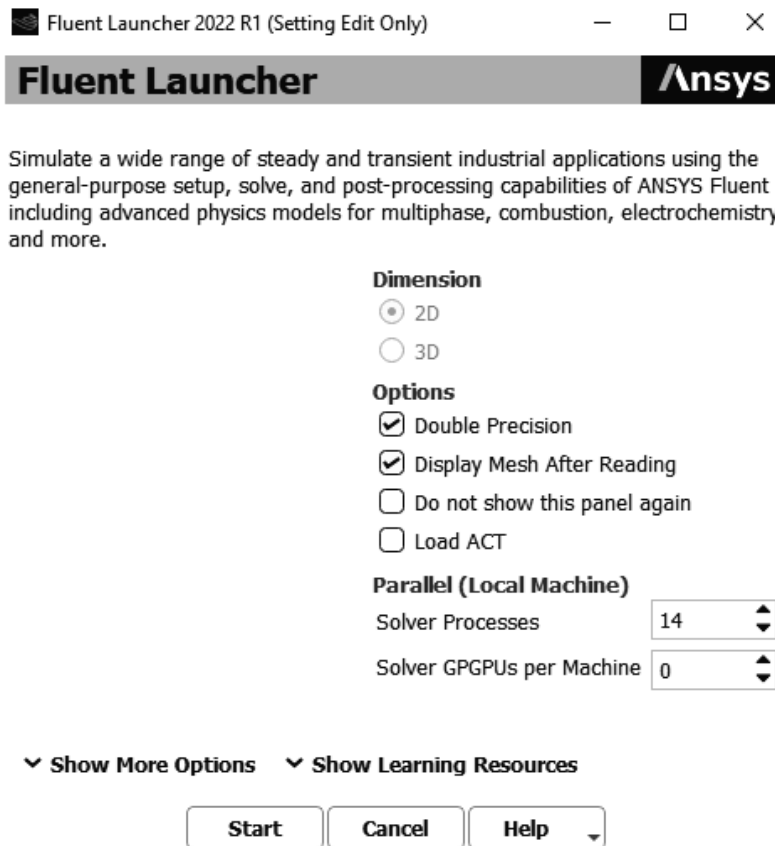 Fluent Launcher 2022 R1 (Setting Edit Only)
Fluent Launcher
Ansys
Simulate a wide range of steady and transient industrial applications using the
general-purpose setup, solve, and post-processing capabilities of ANSYS Fluent
including advanced physics models for multiphase, combustion, electrochemistry
and more.
Dimension
2D
3D
Options
Double Precision
Display Mesh After Reading
Do not show this panel again
Load ACT
Parallel (Local Machine)
Solver Processes 14
Solver GPGPUs per Machine 0
Show More Options Show Learning Resources
Start Cancel Help